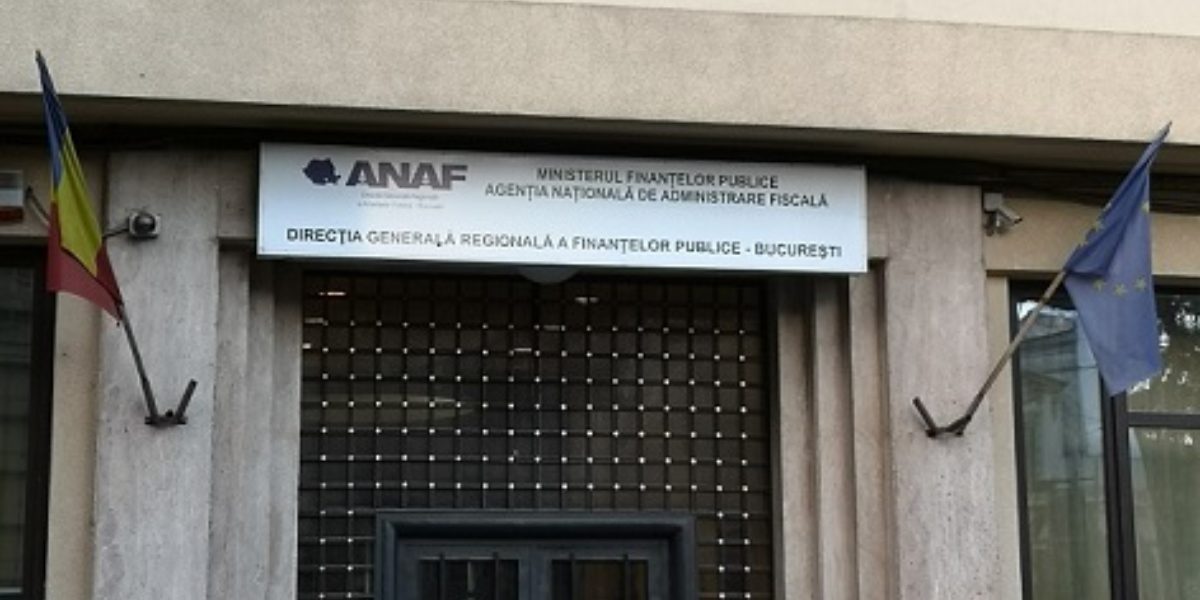 ANAF
MINISTERUL FINANȚELOR PUBLICE
AGENȚIA NAȚIONALĂ DE ADMINISTRARE FISCALĂ
DIRECȚIA GENERALĂ REGIONALĂ A FINANȚELOR PUBLICE - BUCUREȘTI